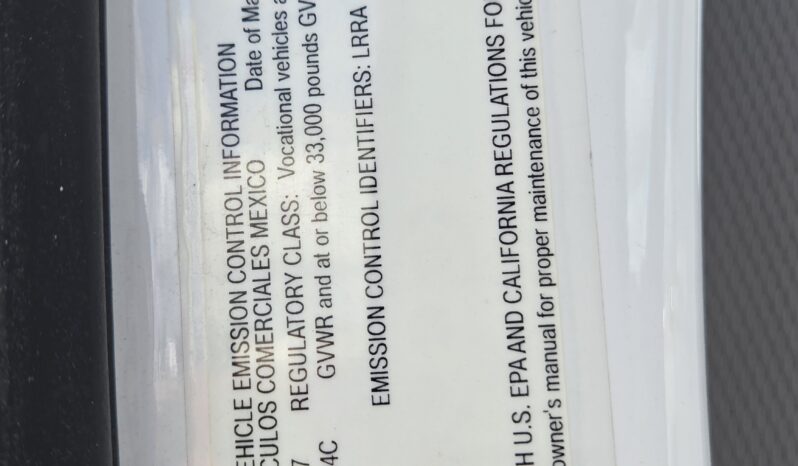 EHICLE EMISSION CONTROL INFORMATION
CULOS COMERCIALES MEXICO Date of Ma
7 REGULATORY CLASS: Vocational vehicles a
4C GVWR and at or below 33,000 pounds GV
EMISSION CONTROL IDENTIFIERS: LRRA
H U.S. EPA AND CALIFORNIA REGULATIONS FO
owner's manual for proper maintenance of this vehic